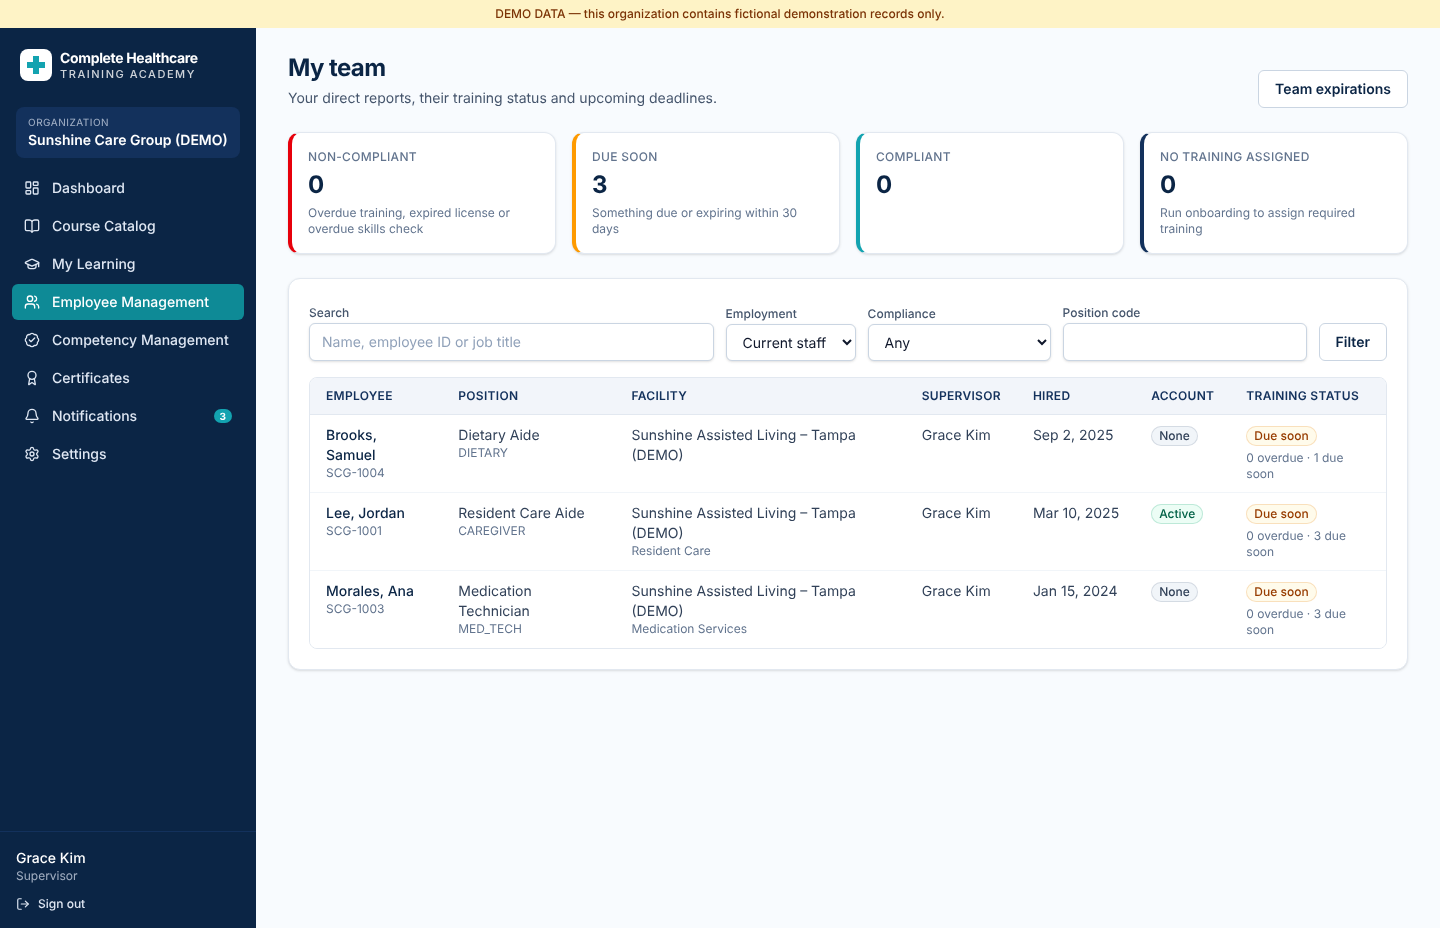 DEMO DATA — this organization contains fictional demonstration records only.
Complete Healthcare
TRAINING ACADEMY
ORGANIZATION
Sunshine Care Group (DEMO)
Dashboard
Course Catalog
My Learning
Employee Management
Competency Management
Certificates
Notifications 3
Settings
Grace Kim
Supervisor
Sign out
My team
Your direct reports, their training status and upcoming deadlines.
Team expirations
NON-COMPLIANT
0
Overdue training, expired license or
overdue skills check
DUE SOON
3
Something due or expiring within 30
days
COMPLIANT
0
NO TRAINING ASSIGNED
0
Run onboarding to assign required
training
Search Employment Compliance Position code
Name, employee ID or job title Current staff Any Filter
EMPLOYEE POSITION FACILITY SUPERVISOR HIRED ACCOUNT TRAINING STATUS
Brooks, Dietary Aide Sunshine Assisted Living – Tampa Grace Kim Sep 2, 2025 None Due soon
Samuel DIETARY (DEMO) 0 overdue · 1 due
SCG-1004 soon
Lee, Jordan Resident Care Aide Sunshine Assisted Living – Tampa Grace Kim Mar 10, 2025 Active Due soon
SCG-1001 CAREGIVER (DEMO) 0 overdue · 3 due
Resident Care soon
Morales, Ana Medication Sunshine Assisted Living – Tampa Grace Kim Jan 15, 2024 None Due soon
SCG-1003 Technician (DEMO) 0 overdue · 3 due
MED_TECH Medication Services soon